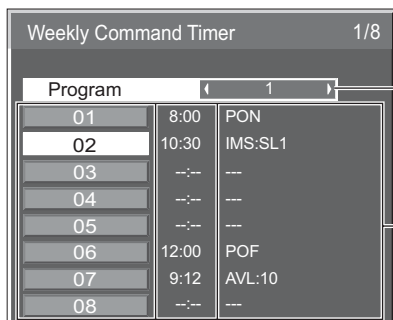 Weekly Command Timer 1/8
Program 1
01 8:00 PON
02 10:30 IMS:SL1
03 --:-- ---
04 --:-- ---
05 --:-- ---
06 12:00 POF
07 9:12 AVL:10
08 --:-- ---